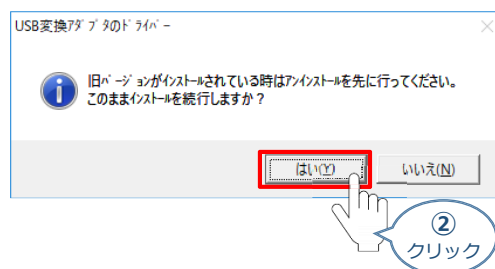 USB変換ｱﾀﾞﾌﾟﾀのﾄﾞﾗｲﾊﾞｰ
旧ﾊﾞｰｼﾞｮﾝがｲﾝｽﾄｰﾙされている時はｱﾝｲﾝｽﾄｰﾙを先に行ってください。
このままｲﾝｽﾄｰﾙを続行しますか？
はい(Y)
いいえ(N)
②
クリック